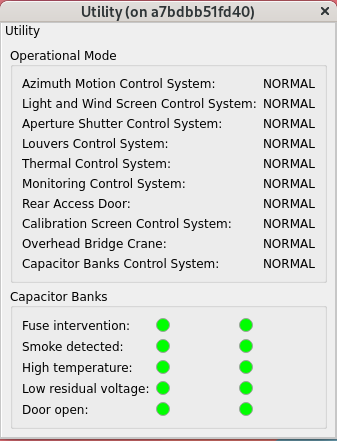 Utility (on a7bdbb51fd40)
Utility
Operational Mode
Azimuth Motion Control System: NORMAL
Light and Wind Screen Control System: NORMAL
Aperture Shutter Control System: NORMAL
Louvers Control System: NORMAL
Thermal Control System: NORMAL
Monitoring Control System: NORMAL
Rear Access Door: NORMAL
Calibration Screen Control System: NORMAL
Overhead Bridge Crane: NORMAL
Capacitor Banks Control System: NORMAL
Capacitor Banks
Fuse intervention:
Smoke detected:
High temperature:
Low residual voltage:
Door open: